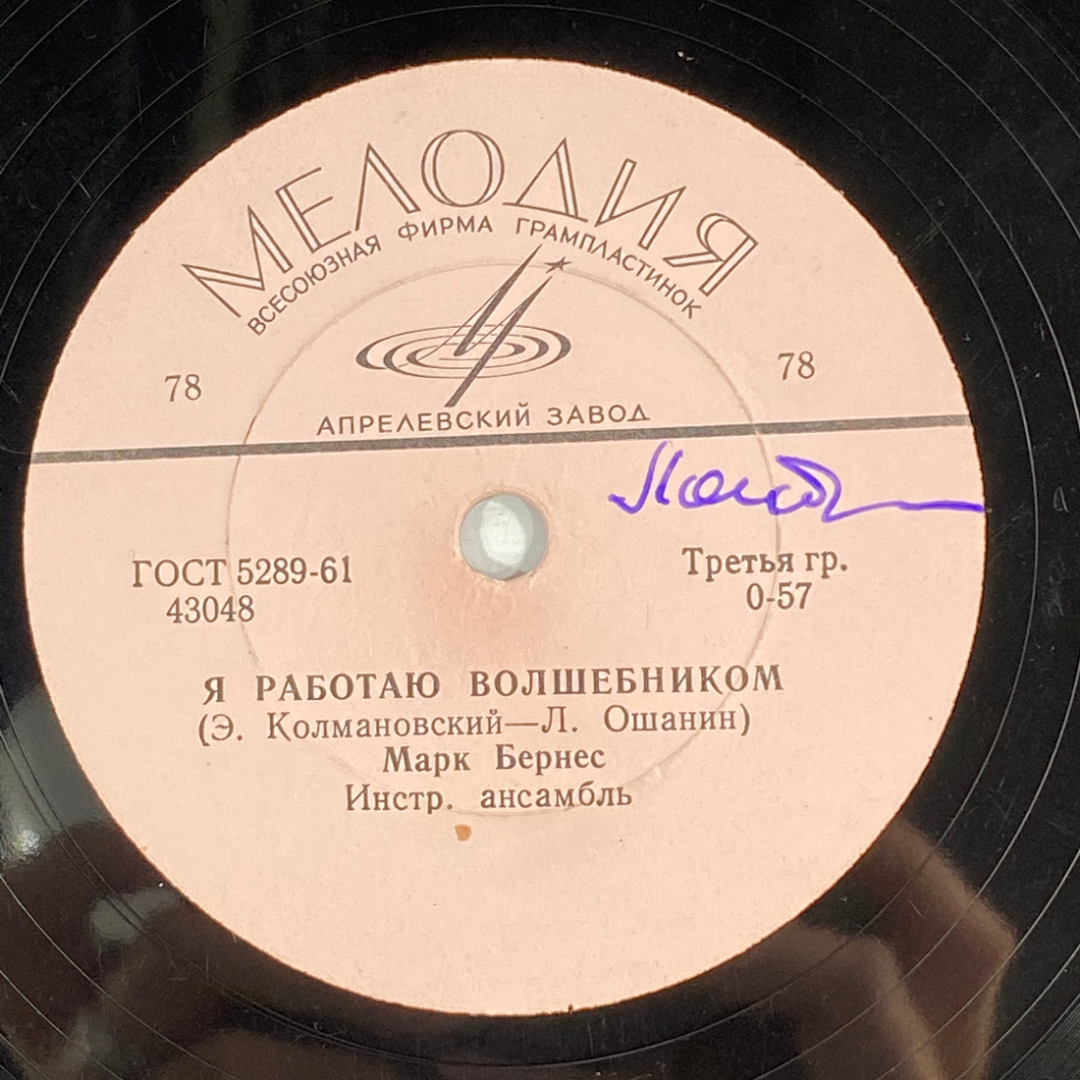 МЕЛОДИЯ
ВСЕСОЮЗНАЯ ФИРМА ГРАМПЛАСТИНОК
78
78
АПРЕЛЕВСКИЙ ЗАВОД
ГОСТ 5289-61
43048
Третья гр.
0-57
Я РАБОТАЮ ВОЛШЕБНИКОМ
(Э. Колмановский—Л. Ошанин)
Марк Бернес
Инстр. ансамбль